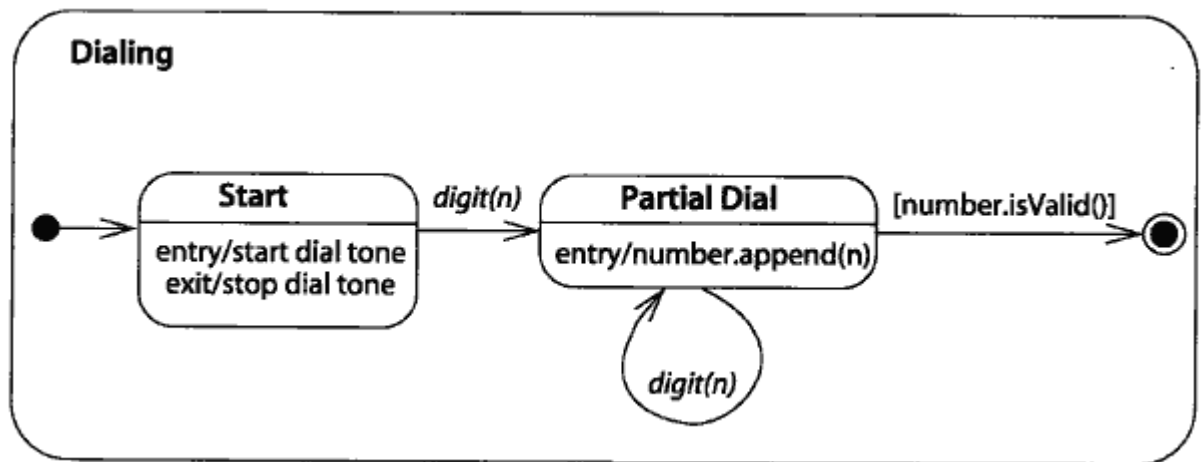 Dialing
Start
entry/start dial tone
exit/stop dial tone
digit(n)
Partial Dial
entry/number.append(n)
digit(n)
[number.isValid()]